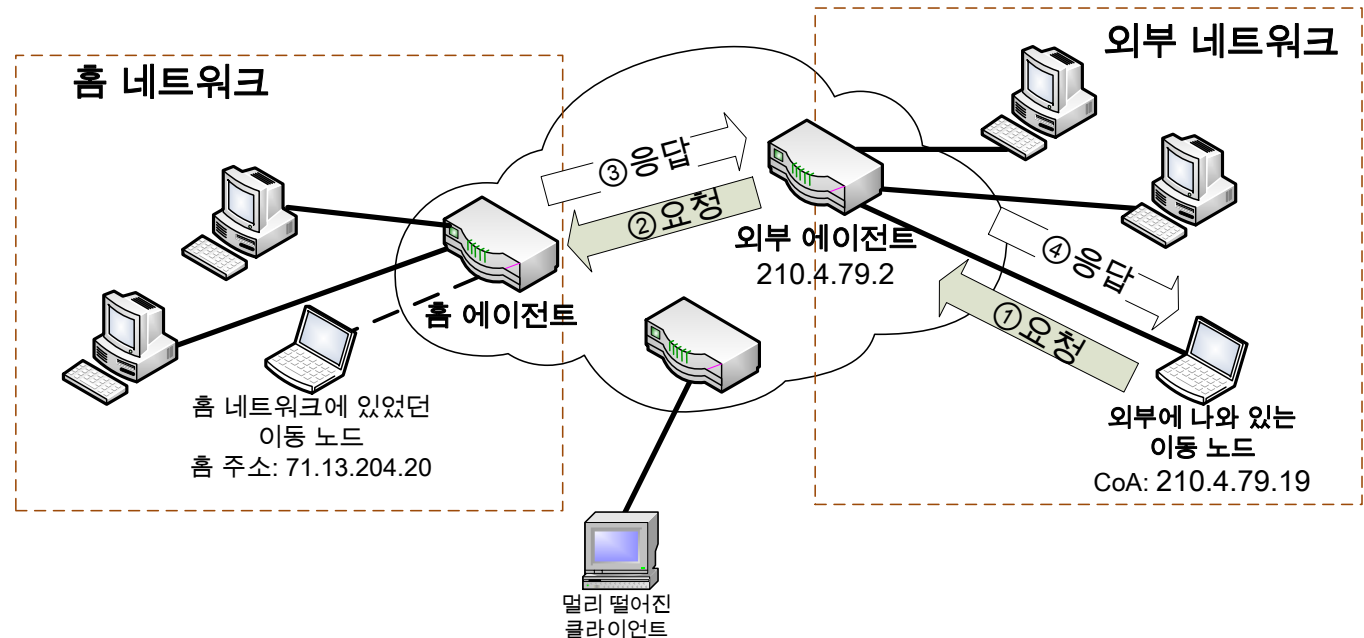 홈 네트워크
외부 네트워크
③응답
②요청
외부 에이전트
210.4.79.2
④응답
①요청
홈 에이전트
홈 네트워크에 있었던
이동 노드
홈 주소: 71.13.204.20
외부에 나와 있는
이동 노드
CoA: 210.4.79.19
멀리 떨어진
클라이언트